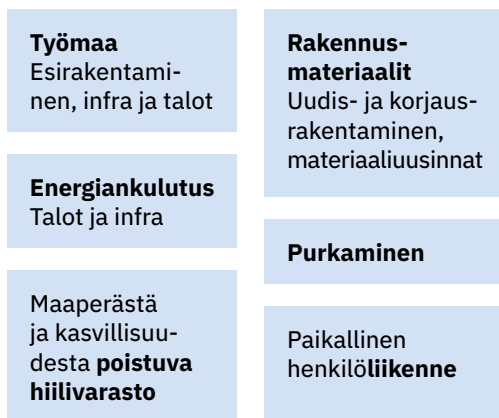 Työmaa
Esirakentami-
nen, infra ja talot
Energiankulutus
Talot ja infra
Maaperästä
ja kasvillisuu-
desta poistuva
hiilivarasto
Rakennus-
materiaalit
Uudis- ja korjaus-
rakentaminen,
materiaaliuusinnat
Purkaminen
Paikallinen
henkilöliikenne